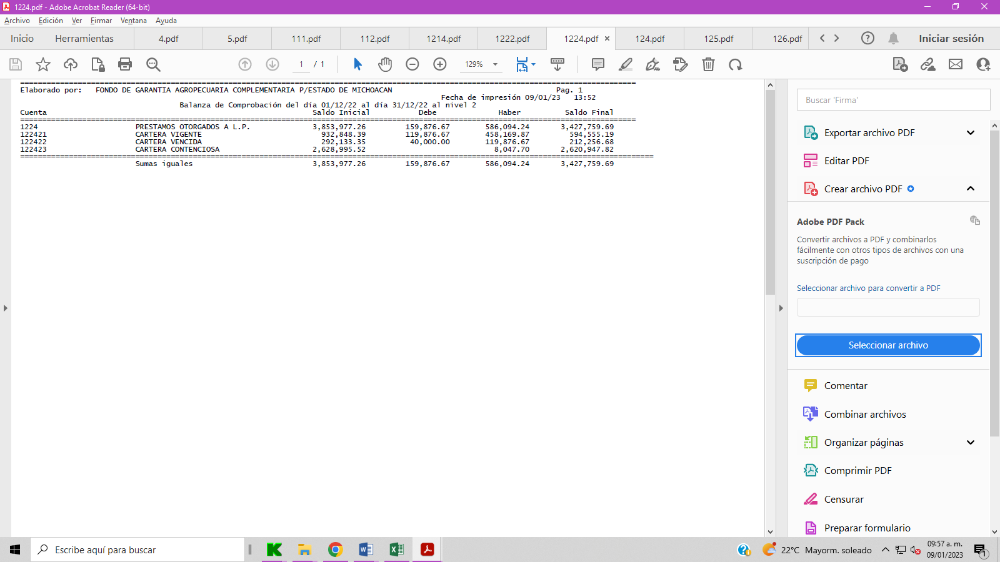 1224.pdf - Adobe Acrobat Reader (64-bit)
Archivo Edición Ver Firmar Ventana Ayuda
Inicio Herramientas 4.pdf 5.pdf 111.pdf 112.pdf 1214.pdf 1222.pdf 1224.pdf × 124.pdf 125.pdf 126.pdf Iniciar sesión
1 / 1 129%
Elaborado por: FONDO DE GARANTIA AGROPECUARIA COMPLEMENTARIA P/ESTADO DE MICHOACAN Pag. 1
Fecha de impresión 09/01/23 13:52
Balanza de Comprobación del día 01/12/22 al día 31/12/22 al nivel 2
Cuenta Saldo Inicial Debe Haber Saldo Final
1224 PRESTAMOS OTORGADOS A L.P. 3,853,977.26 159,876.67 586,094.24 3,427,759.69
122421 CARTERA VIGENTE 932,848.39 119,876.67 458,169.87 594,555.19
122422 CARTERA VENCIDA 292,133.35 40,000.00 119,876.67 212,256.68
122423 CARTERA CONTENCIOSA 2,628,995.52 8,047.70 2,620,947.82
Sumas iguales 3,853,977.26 159,876.67 586,094.24 3,427,759.69
Buscar 'Firma'
Exportar archivo PDF
Editar PDF
Crear archivo PDF
Adobe PDF Pack
Convertir archivos a PDF y combinarlos
fácilmente con otros tipos de archivos con una
suscripción de pago
Seleccionar archivo para convertir a PDF
Seleccionar archivo
Comentar
Combinar archivos
Organizar páginas
Comprimir PDF
Censurar
Preparar formulario
Escribe aquí para buscar
22°C Mayorm. soleado
09:57 a. m.
09/01/2023
1